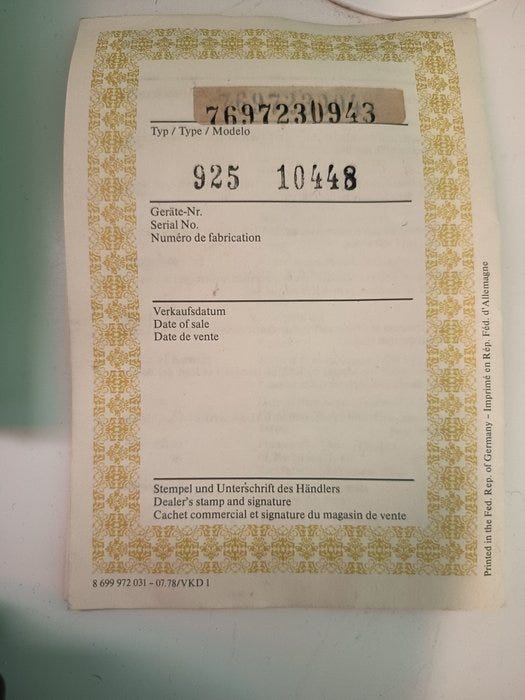 7697230943
Typ / Type / Modelo
925 10448
Geräte-Nr.
Serial No.
Numéro de fabrication
Verkaufsdatum
Date of sale
Date de vente
Stempel und Unterschrift des Händlers
Dealer's stamp and signature
Cachet commercial et signature du magasin de vente
8 699 972 031 – 07.78/VKD 1
Printed in the Fed. Rep. of Germany – Imprimé en Rép. Féd. d'Allemagne